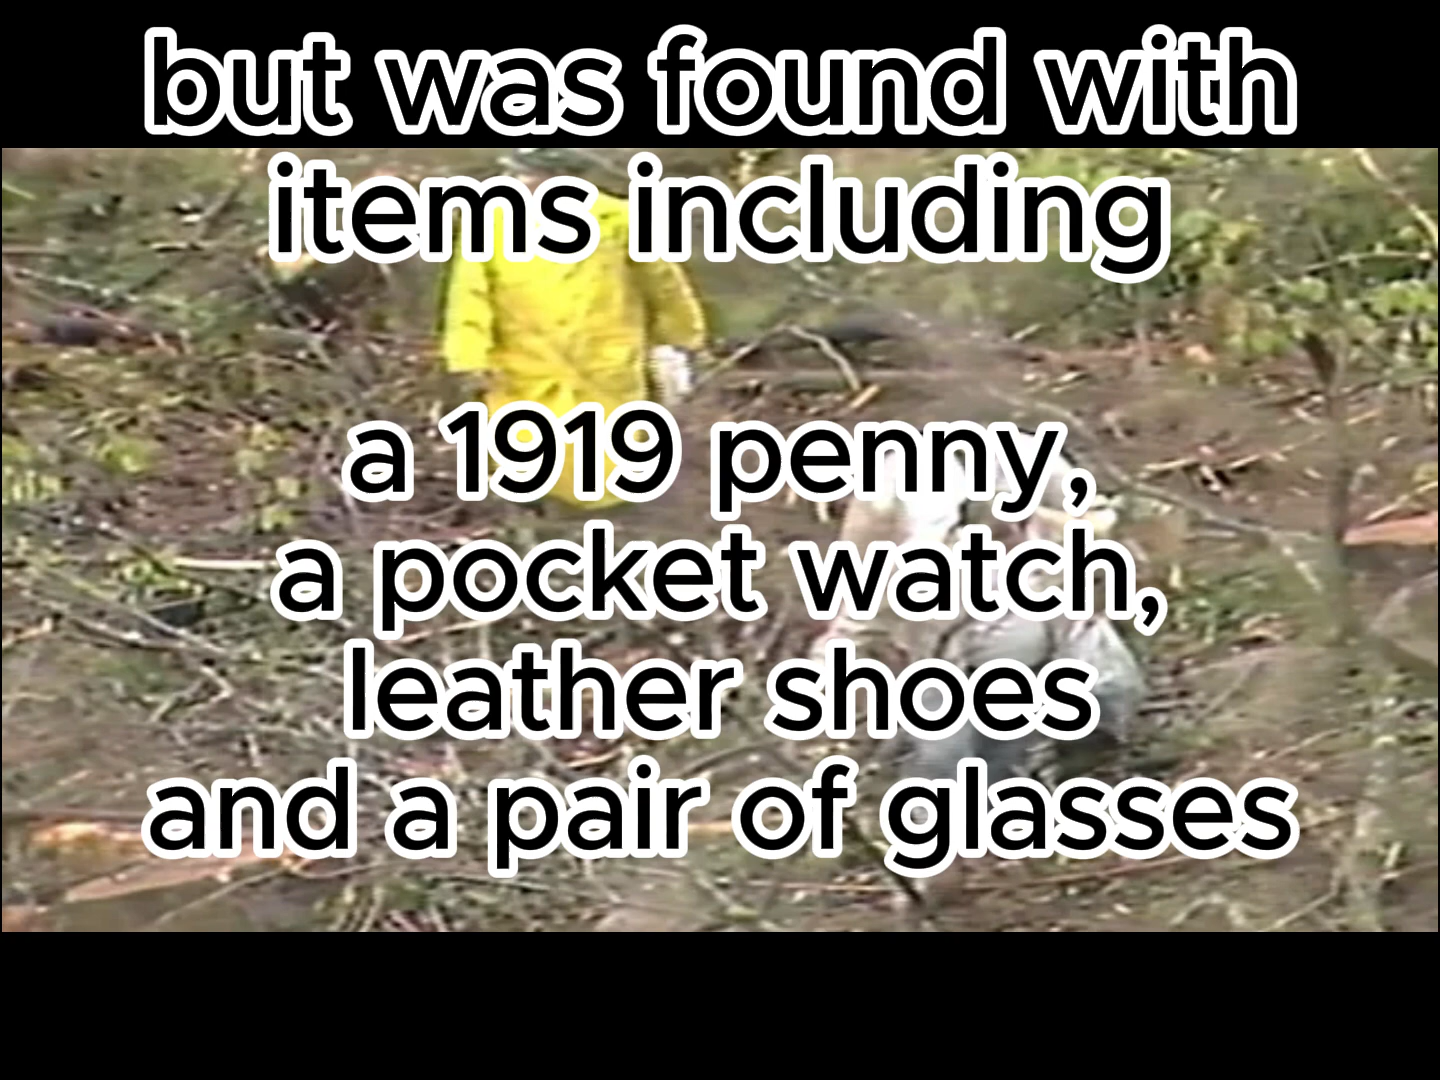 but was found with
items including
a 1919 penny,
a pocket watch,
leather shoes
and a pair of glasses